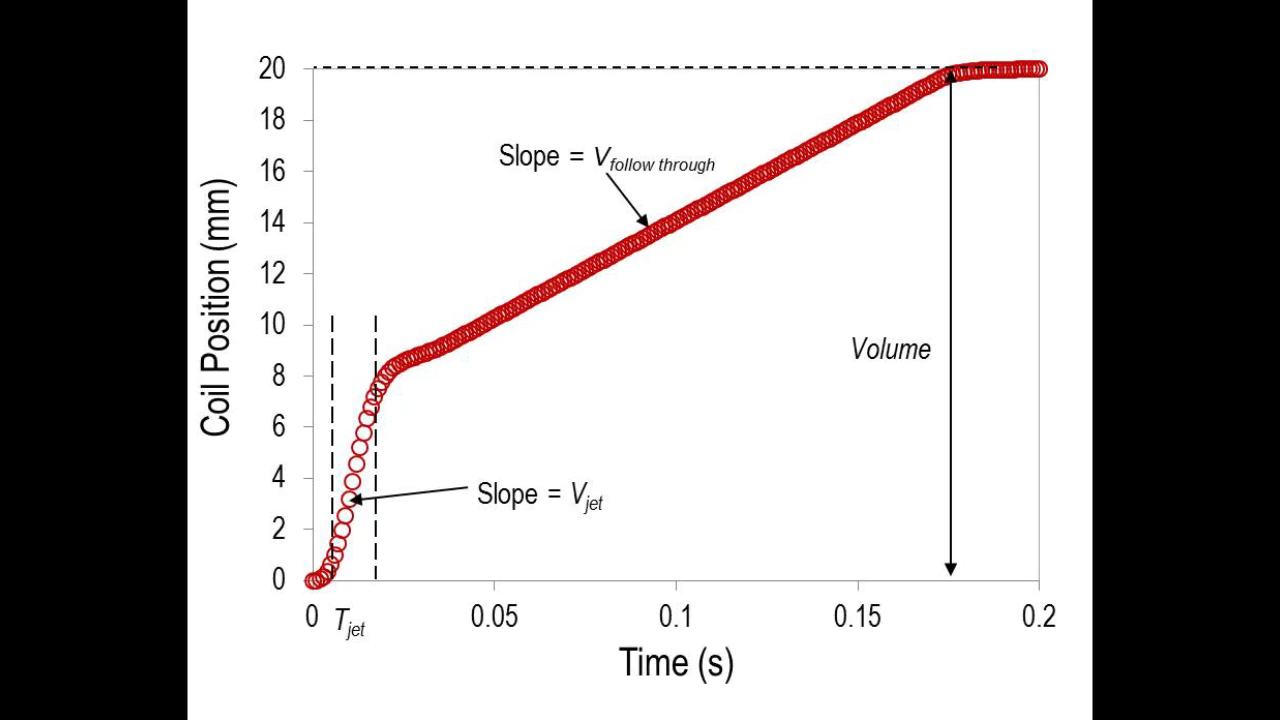 20
18
16
14
12
10
8
6
4
2
0
Coil Position (mm)
Slope = Vfollow through
Volume
Slope = Vjet
0
Tjet
0.05
0.1
0.15
0.2
Time (s)